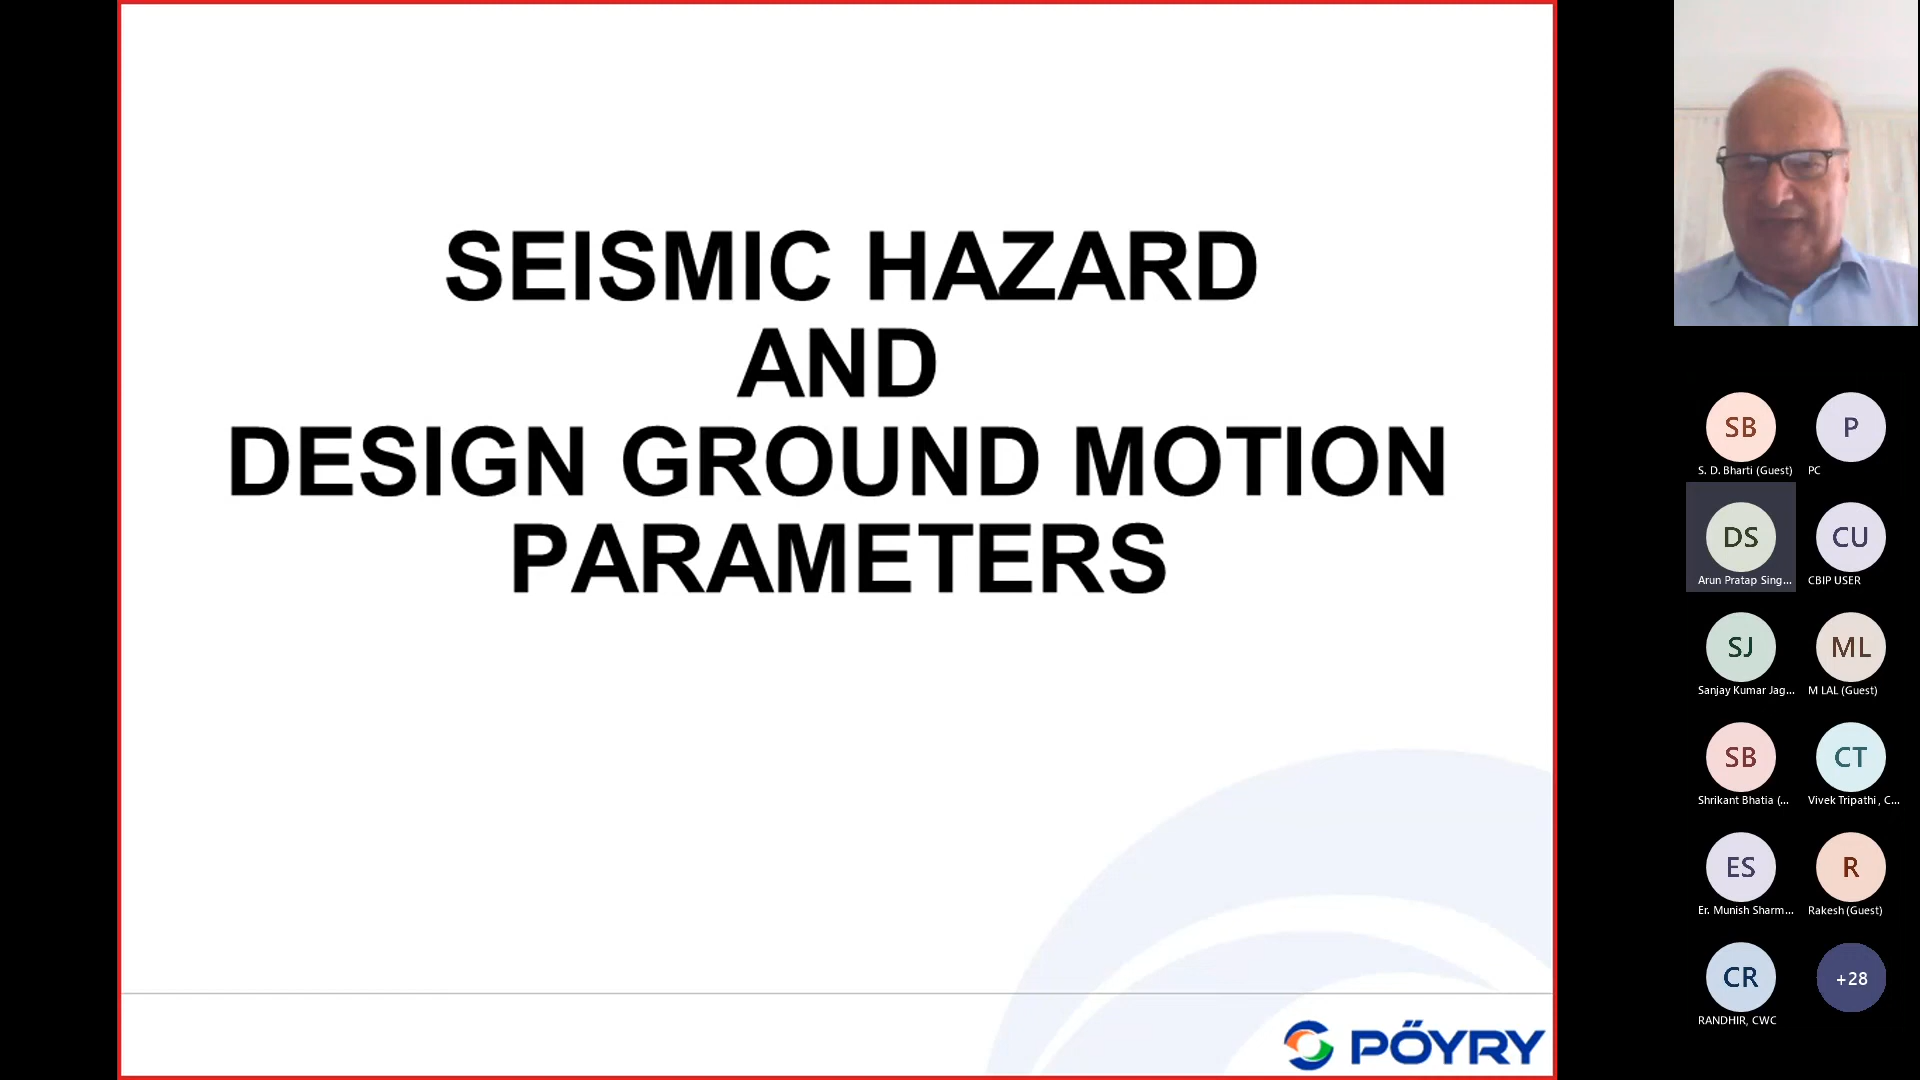 SEISMIC HAZARD
AND
DESIGN GROUND MOTION
PARAMETERS
PÖYRY
SB
S. D. Bharti (Guest)
P
PC
DS
Arun Pratap Sing...
CU
CBIP USER
SJ
Sanjay Kumar Jag...
ML
M LAL (Guest)
SB
Shrikant Bhatia (...
CT
Vivek Tripathi , C...
ES
Er. Munish Sharm...
R
Rakesh (Guest)
CR
RANDHIR, CWC
+28